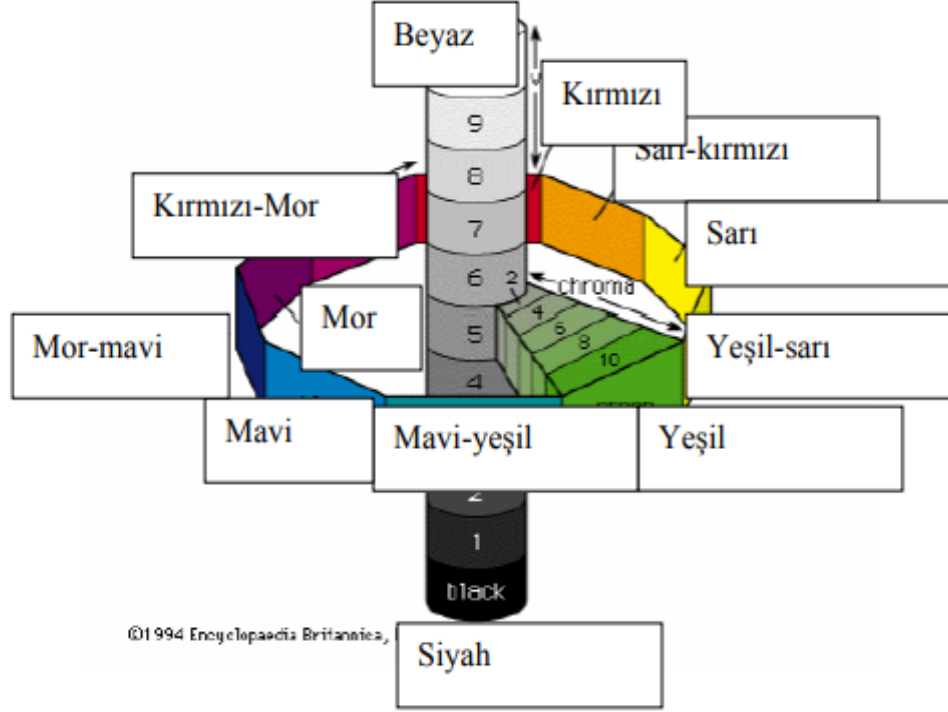 Beyaz
Kırmızı
9
Sarı-kırmızı
8
Kırmızı-Mor
7
Sarı
6
2
chroma
4
Mor
5
6
Mor-mavi
8
Yeşil-sarı
10
4
Mavi
Mavi-yeşil
Yeşil
2
1
black
©1994 Encyclopaedia Britannica,
Siyah